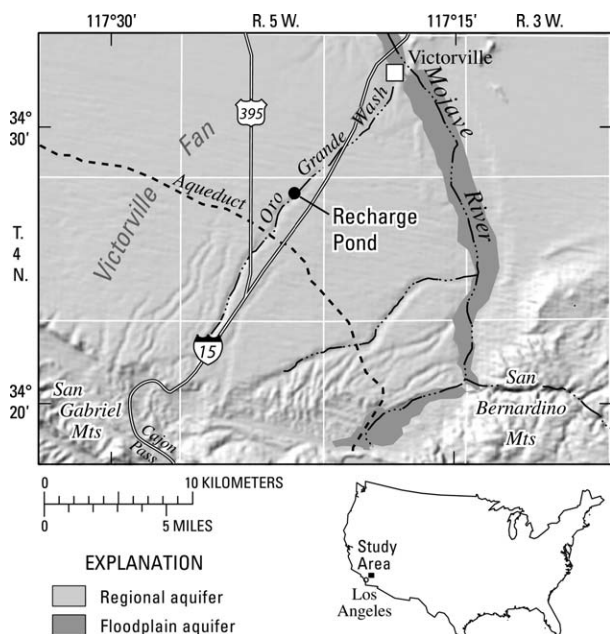 117° 30'
R. 5 W.
117° 15'
R. 3 W.
Victorville
34°
30'
395
Mojave
River
Fan
Victorville
Oro Grande Wash
Aqueduct
Recharge
Pond
T.
4
N.
15
34°
20'
San
Gabriel
Mts
Cajon
Pass
San
Bernardino
Mts
0
10 KILOMETERS
0
5 MILES
EXPLANATION
Regional aquifer
Floodplain aquifer
Study
Area
Los
Angeles